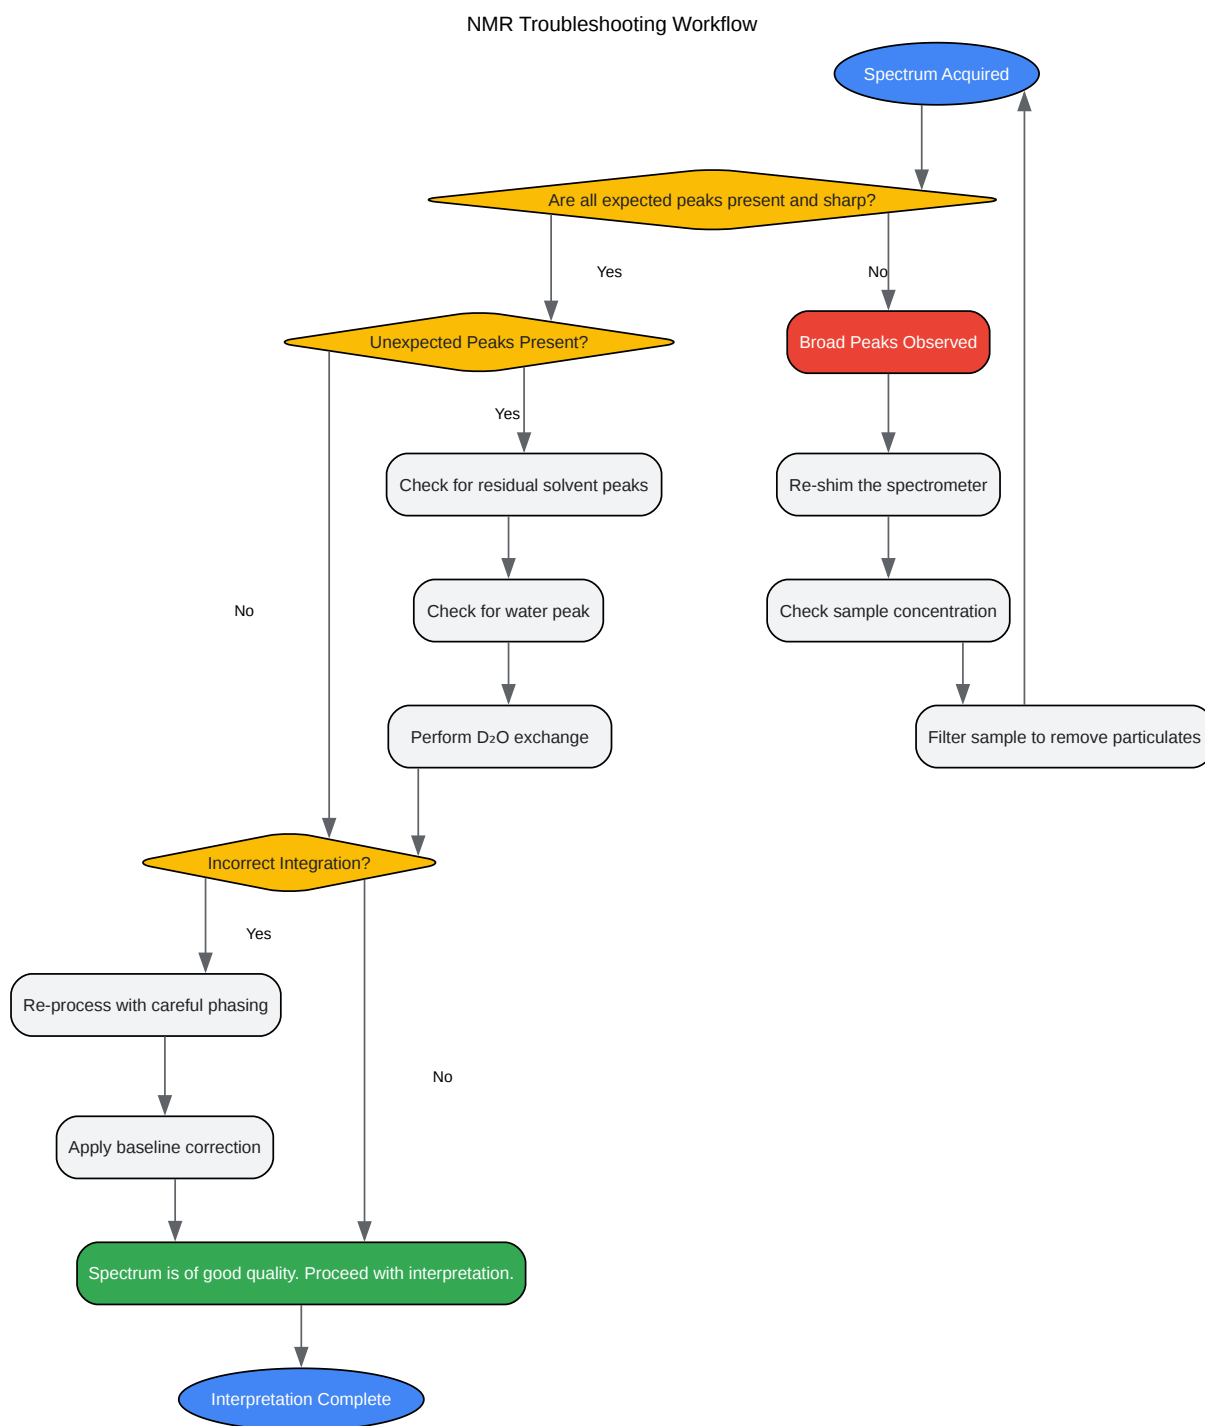 NMR Troubleshooting Workflow
Spectrum Acquired
Are all expected peaks present and sharp?
Yes
No
Unexpected Peaks Present?
Broad Peaks Observed
Yes
Check for residual solvent peaks
Re-shim the spectrometer
No
Check for water peak
Check sample concentration
Perform D₂O exchange
Filter sample to remove particulates
Incorrect Integration?
Yes
Re-process with careful phasing
No
Apply baseline correction
Spectrum is of good quality. Proceed with interpretation.
Interpretation Complete